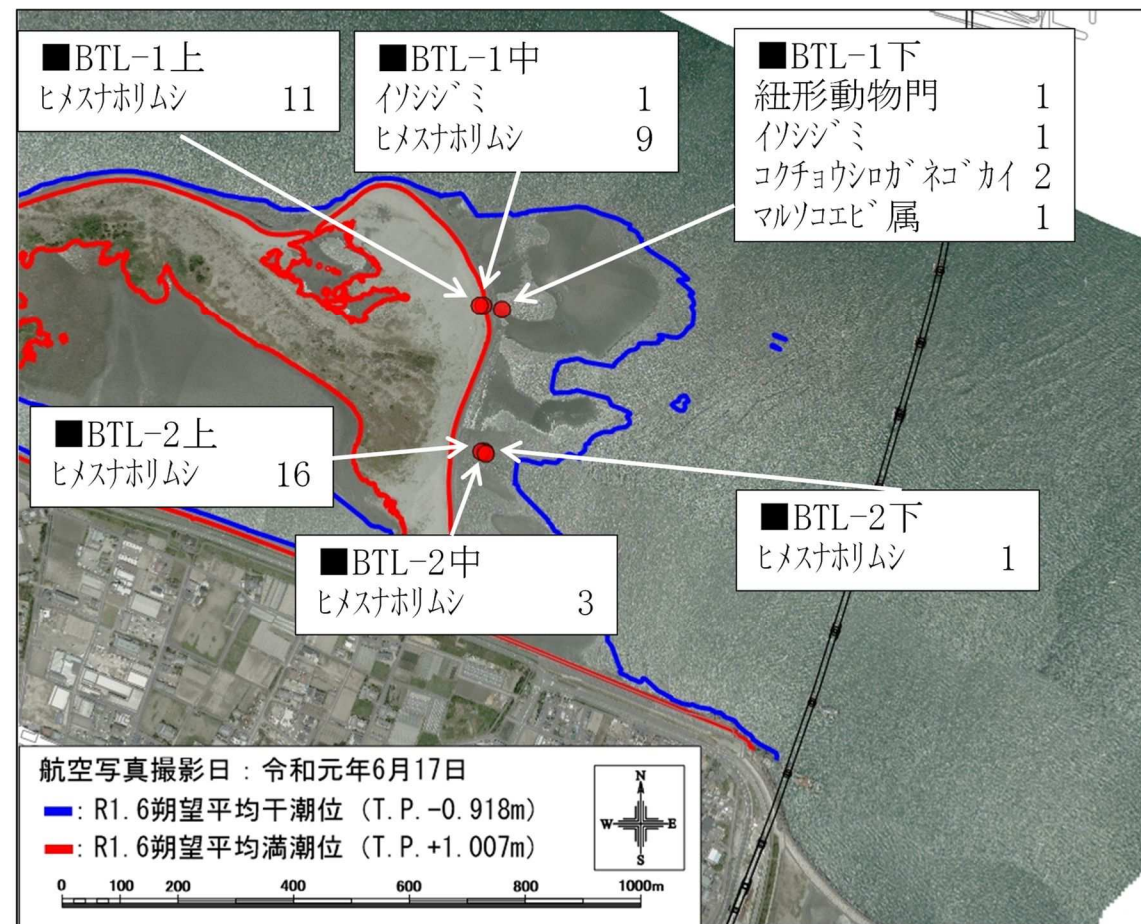 ■BTL-1上
ヒメスナホリムシ 11
■BTL-1中
イソシジミ 1
ヒメスナホリムシ 9
■BTL-1下
紐形動物門 1
イソシジミ 1
コクチョウシロガネゴカイ 2
マルソコエビ属 1
■BTL-2上
ヒメスナホリムシ 16
■BTL-2中
ヒメスナホリムシ 3
■BTL-2下
ヒメスナホリムシ 1
航空写真撮影日：令和元年6月17日
: R1.6朔望平均干潮位（T.P.-0.918m）
: R1.6朔望平均満潮位（T.P.+1.007m）
N
W E
S
0 100 200 400 600 800 1000m